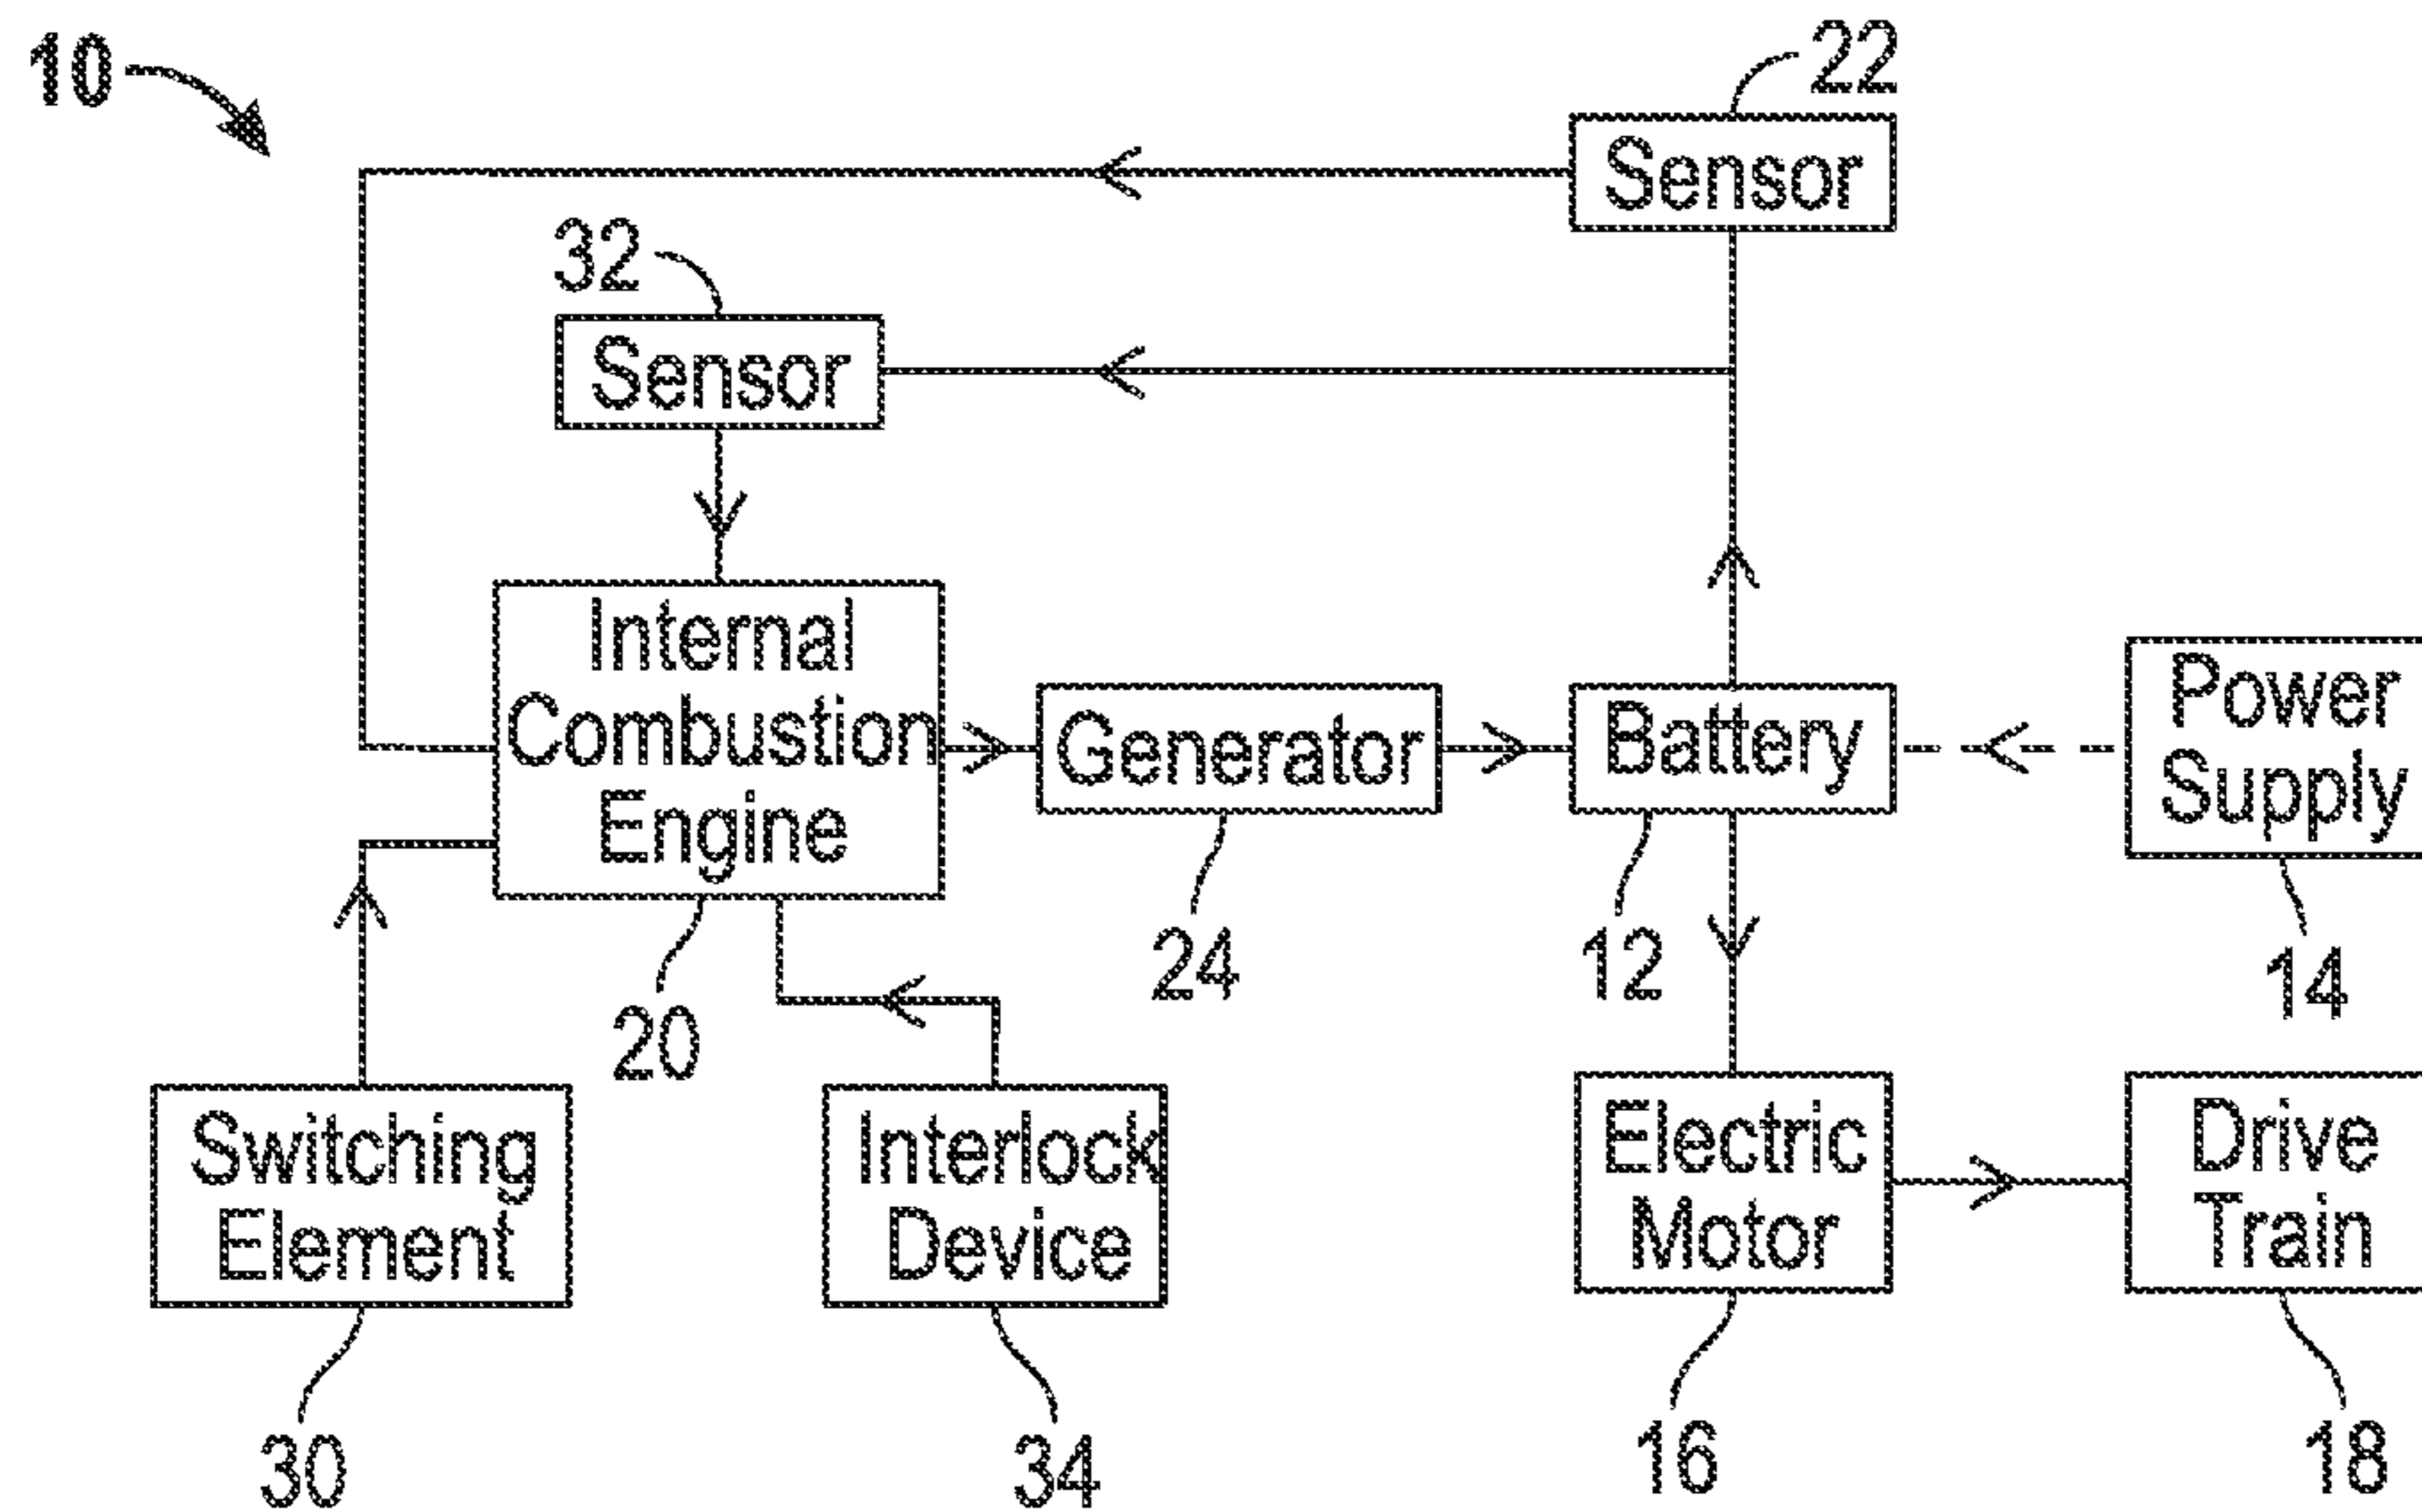 10
22
Sensor
32
Sensor
Internal
Combustion
Engine
Generator
Battery
Power
Supply
24
12
14
20
Switching
Element
Interlock
Device
Electric
Motor
Drive
Train
30
34
16
18